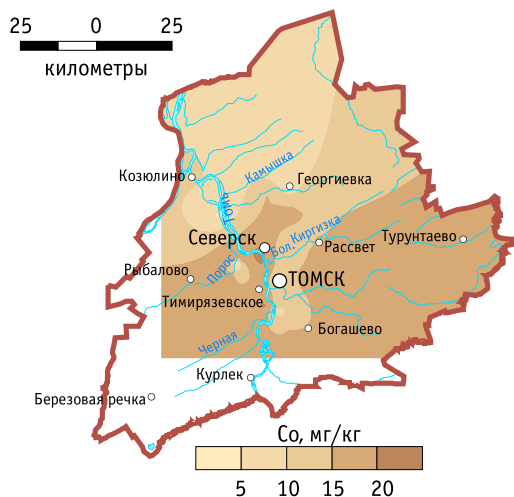 25 0 25
километры
Козюлино
Камышка
Георгиевка
Томь
Северск
Бол. Киргизка
Рассвет
Турунтаево
Рыбалово
Порос
ТОМСК
Тимирязевское
Богашево
Черная
Курлек
Березовая речка
Co, мг/кг
5 10 15 20